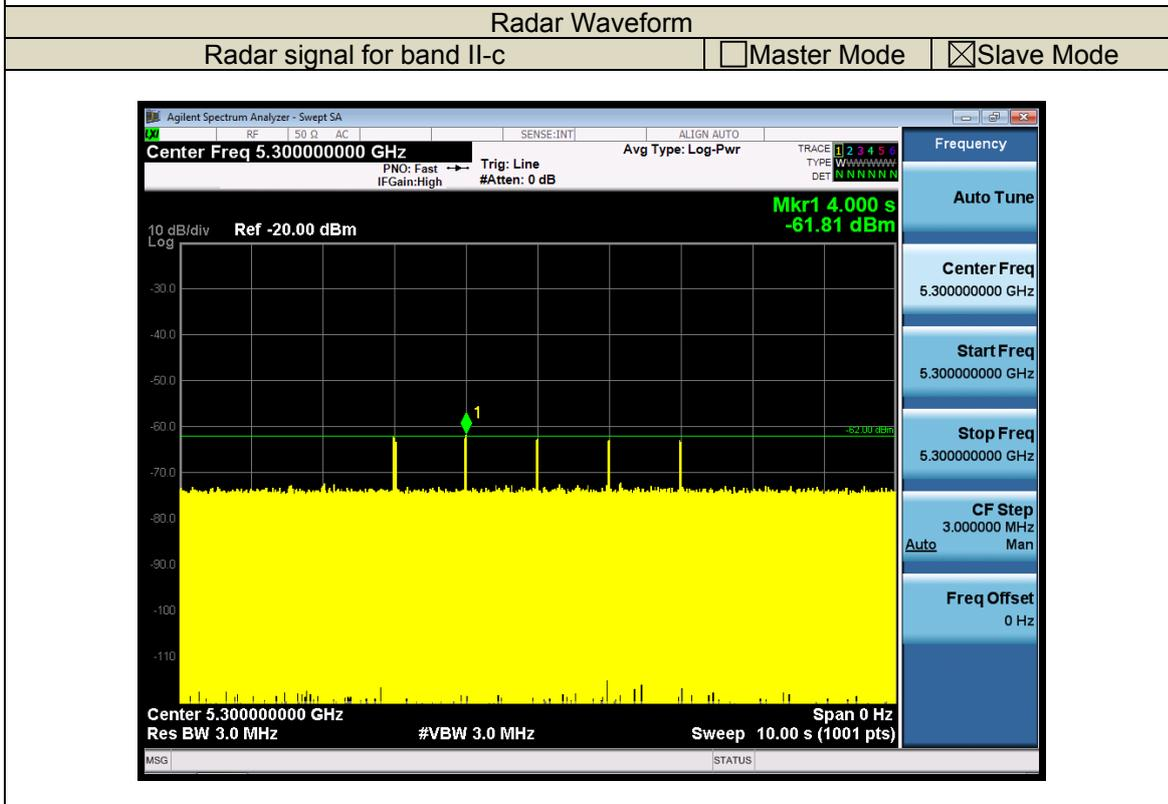 Radar Waveform
Radar signal for band II-c
Master Mode
Slave Mode
Agilent Spectrum Analyzer - Swept SA
RF 50 Ω AC SENSE:INT ALIGN AUTO
Center Freq 5.300000000 GHz
PNO: Fast
IFGain:High
Trig: Line
#Atten: 0 dB
Avg Type: Log-Pwr
TRACE 1 2 3 4 5 6
TYPE WWWWWW
DET N N N N N N
Mkr1 4.000 s
-61.81 dBm
10 dB/div Ref -20.00 dBm
Log
-30.0
-40.0
-50.0
-60.0
-70.0
-80.0
-90.0
-100
-110
1
-62.00 dBm
Center 5.300000000 GHz
Span 0 Hz
Res BW 3.0 MHz
#VBW 3.0 MHz
Sweep 10.00 s (1001 pts)
MSG
STATUS
Frequency
Auto Tune
Center Freq
5.300000000 GHz
Start Freq
5.300000000 GHz
Stop Freq
5.300000000 GHz
CF Step
3.000000 MHz
Auto Man
Freq Offset
0 Hz